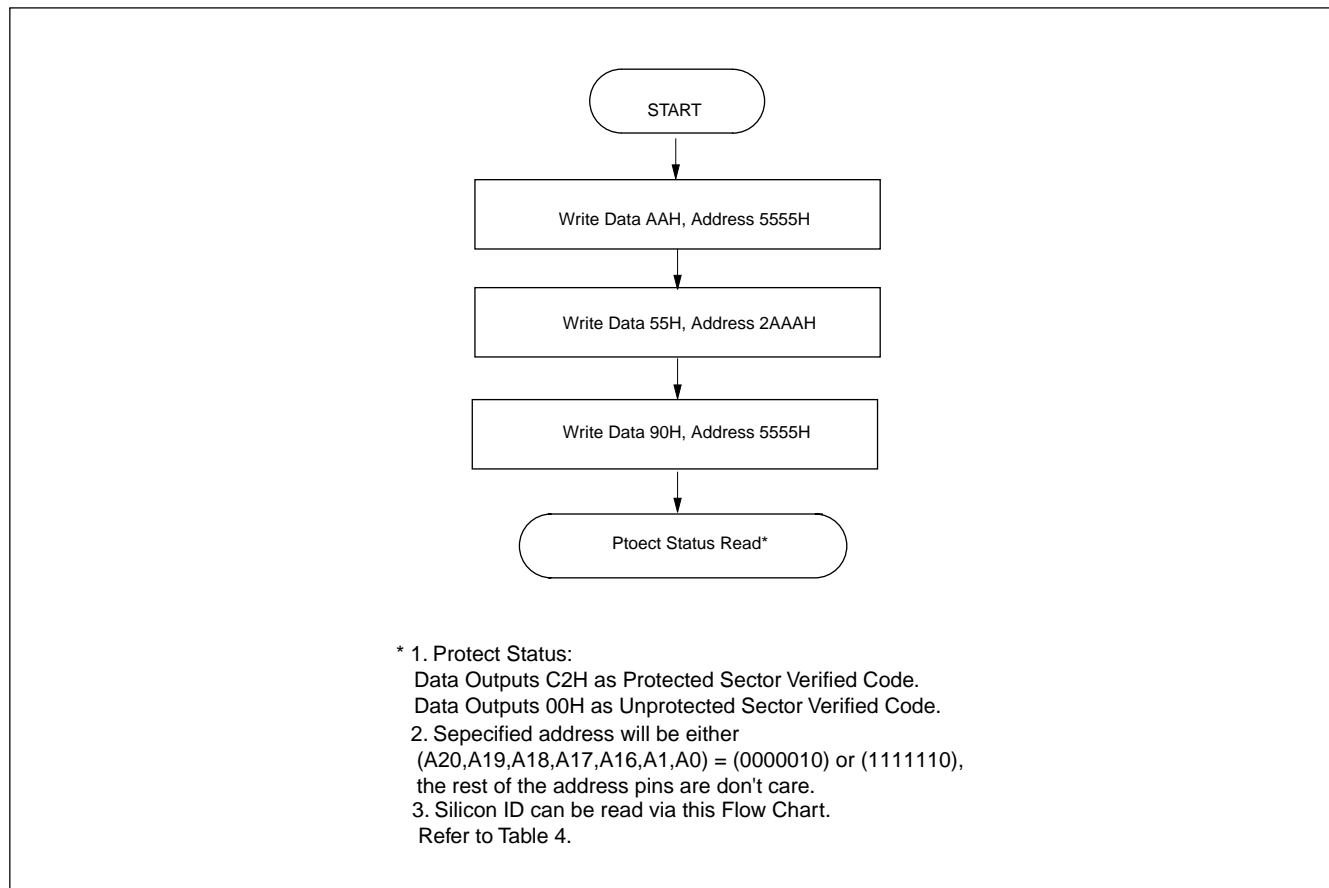 START
Write Data AAH, Address 5555H
Write Data 55H, Address 2AAAH
Write Data 90H, Address 5555H
Ptoect Status Read*
* 1. Protect Status:
Data Outputs C2H as Protected Sector Verified Code.
Data Outputs 00H as Unprotected Sector Verified Code.
2. Sepecified address will be either
(A20,A19,A18,A17,A16,A1,A0) = (0000010) or (1111110),
the rest of the address pins are don't care.
3. Silicon ID can be read via this Flow Chart.
Refer to Table 4.